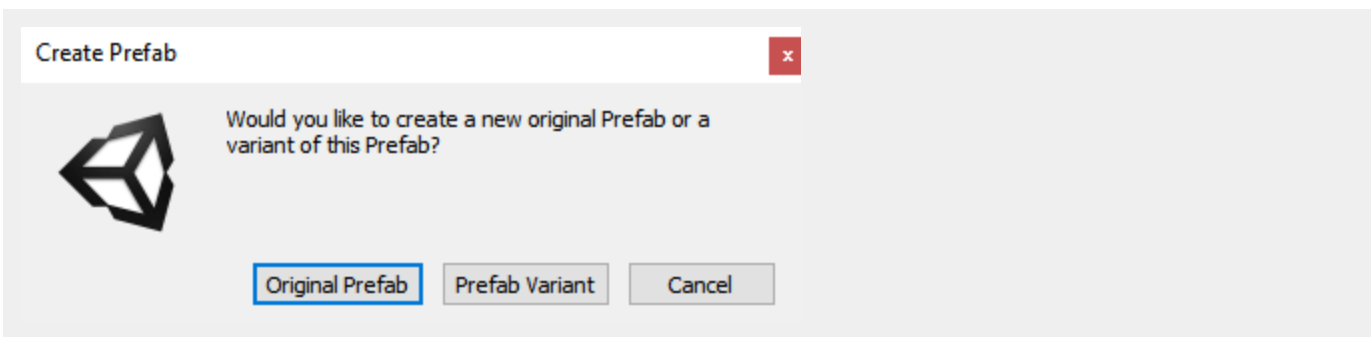 Create Prefab
x
Would you like to create a new original Prefab or a
variant of this Prefab?
Original Prefab
Prefab Variant
Cancel